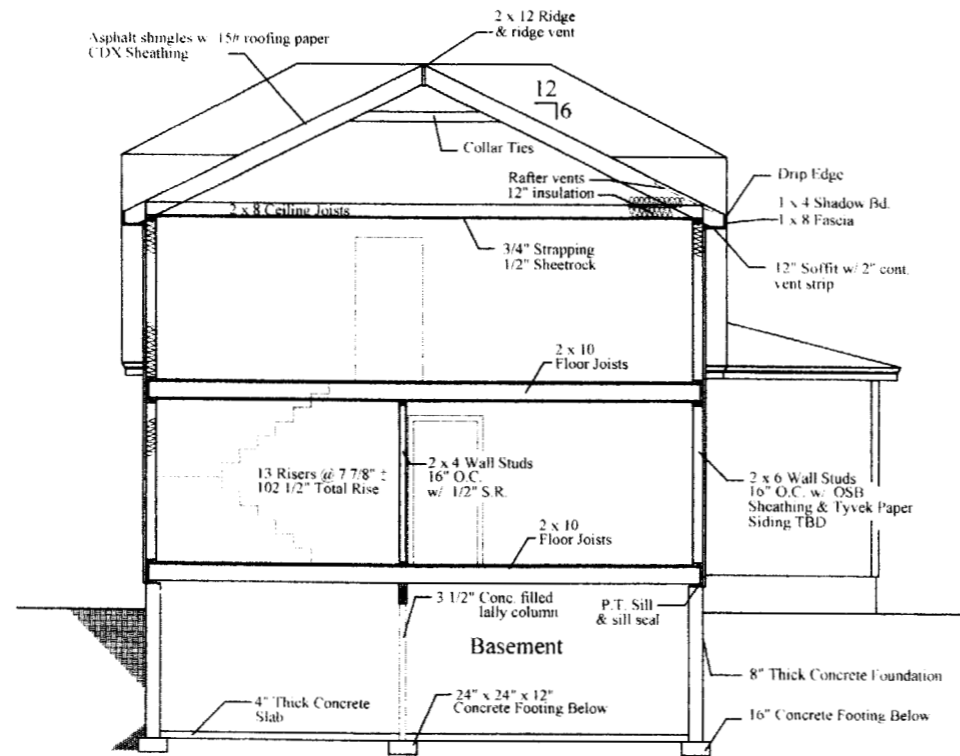 2 x 12 Ridge
& ridge vent
Asphalt shingles w 15# roofing paper
CDX Sheathing
12
6
Collar Ties
Rafter vents
12" insulation
Drip Edge
1 x 4 Shadow Bd.
1 x 8 Fascia
2 x 8 Ceiling Joists
3/4" Strapping
1/2" Sheetrock
12" Soffit w/ 2" cont.
vent strip
2 x 10
Floor Joists
13 Risers @ 7 7/8" ±
102 1/2" Total Rise
2 x 4 Wall Studs
16" O.C.
w/ 1/2" S.R.
2 x 6 Wall Studs
16" O.C. w/ OSB
Sheathing & Tyvek Paper
Siding TBD
2 x 10
Floor Joists
3 1/2" Conc. filled
lally column
P.T. Sill
& sill seal
Basement
8" Thick Concrete Foundation
4" Thick Concrete
Slab
24" x 24" x 12"
Concrete Footing Below
16" Concrete Footing Below